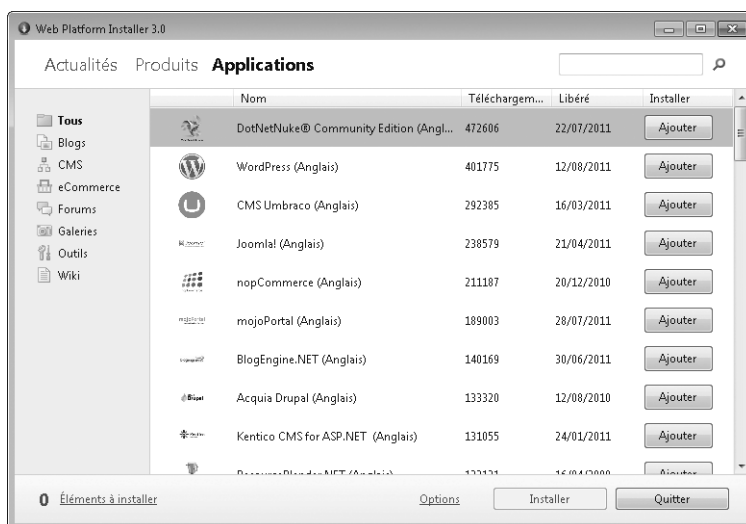 Web Platform Installer 3.0
Actualités Produits Applications
Nom Téléchargem... Libéré Installer
Tous
Blogs
CMS
eCommerce
Forums
Galeries
Outils
Wiki
DotNetNuke® Community Edition (Angl... 472606 22/07/2011 Ajouter
WordPress (Anglais) 401775 12/08/2011 Ajouter
CMS Umbraco (Anglais) 292385 16/03/2011 Ajouter
Joomla! (Anglais) 238579 21/04/2011 Ajouter
nopCommerce (Anglais) 211187 20/12/2010 Ajouter
mojoPortal
mojoPortal (Anglais) 189003 28/07/2011 Ajouter
BlogEngine.NET (Anglais) 140169 30/06/2011 Ajouter
Acquia Drupal (Anglais) 133320 12/08/2010 Ajouter
Kentico CMS for ASP.NET (Anglais) 131055 24/01/2011 Ajouter
0 Éléments à installer Options Installer Quitter